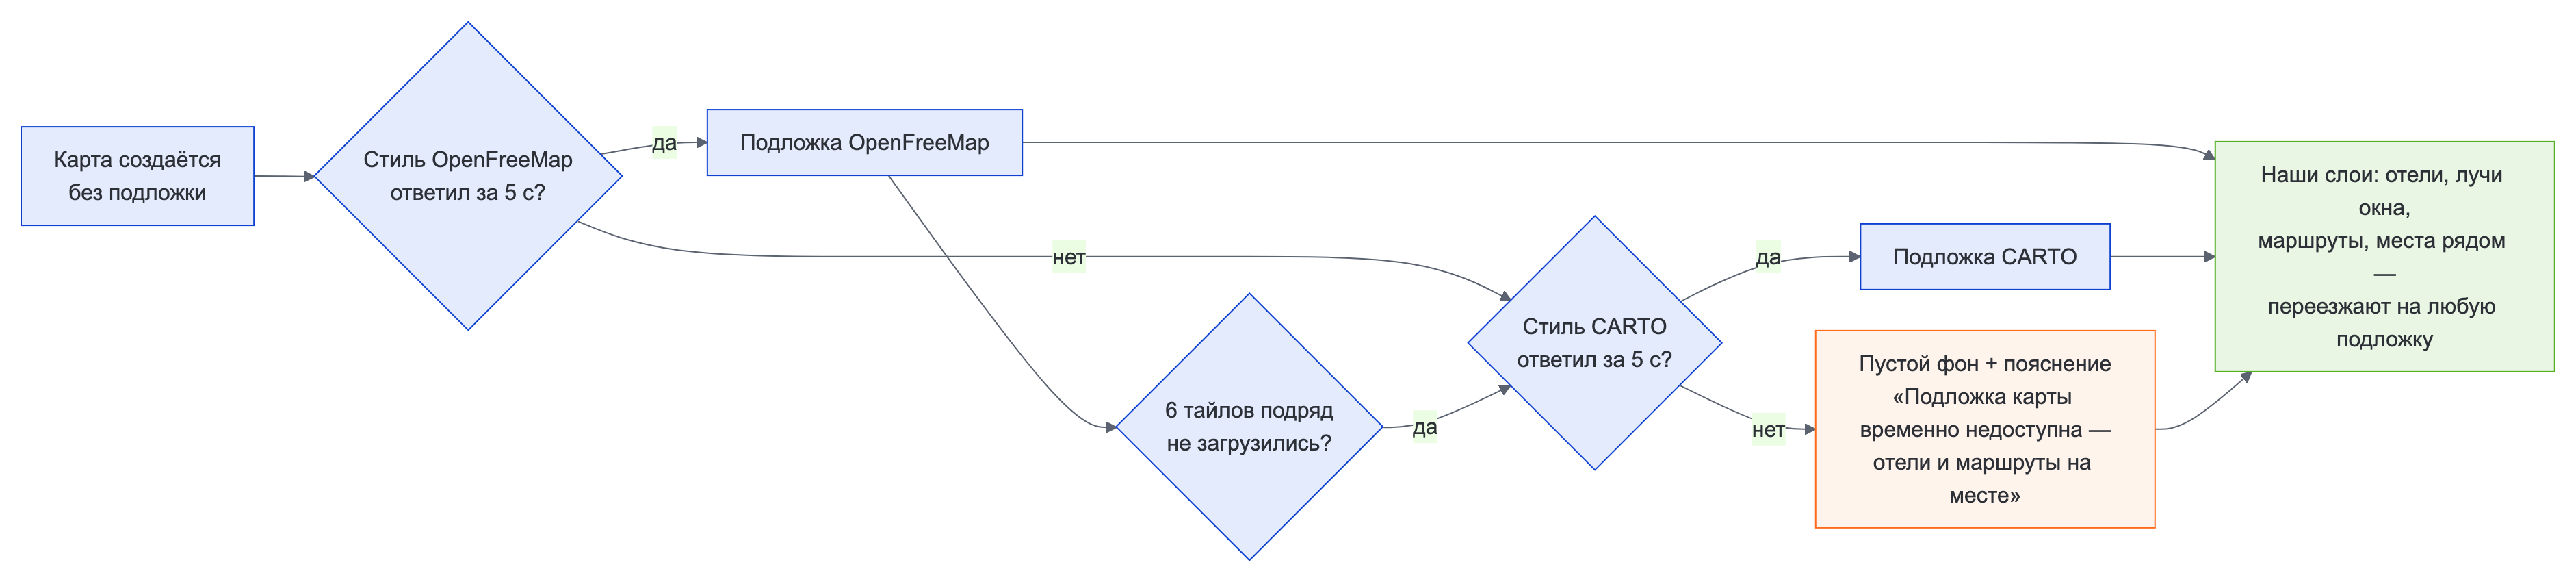 Карта создаётся
без подложки
Стиль OpenFreeMap
ответил за 5 с?
да
Подложка OpenFreeMap
нет
6 тайлов подряд
не загрузились?
да
Стиль CARTO
ответил за 5 с?
да
Подложка CARTO
нет
Пустой фон + пояснение
«Подложка карты
временно недоступна —
отели и маршруты на
месте»
Наши слои: отели, лучи
окна,
маршруты, места рядом
—
переезжают на любую
подложку